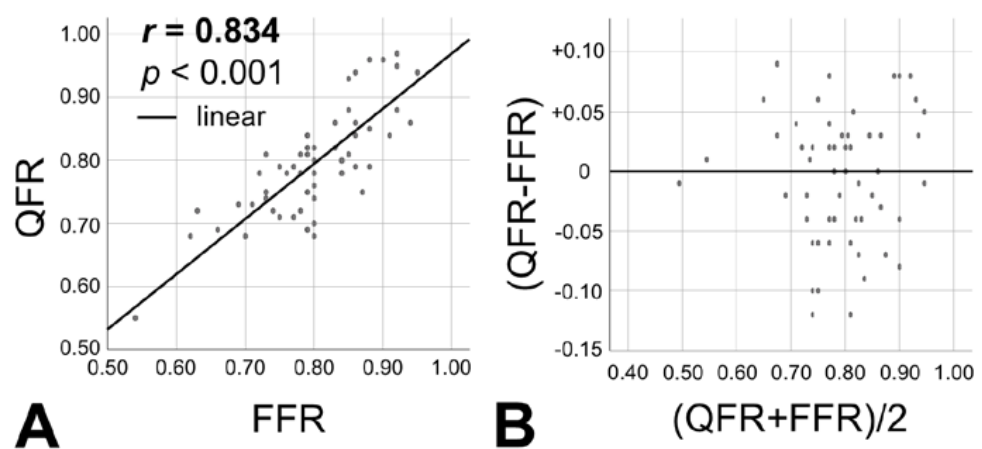 r = 0.834
p < 0.001
linear
1.00
0.90
0.80
0.70
0.60
0.50
QFR
0.50 0.60 0.70 0.80 0.90 1.00
FFR
A
+0.10
+0.05
0
-0.05
-0.10
-0.15
(QFR-FFR)
0.40 0.50 0.60 0.70 0.80 0.90 1.00
(QFR+FFR)/2
B